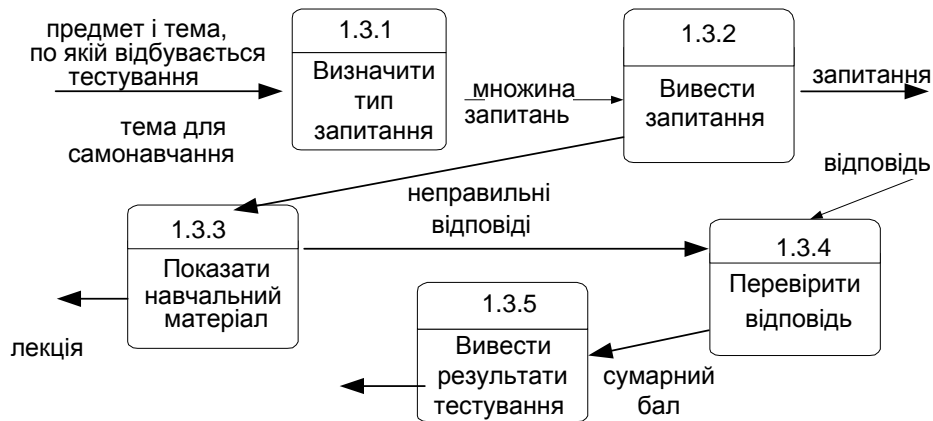 предмет і тема,
по якій відбувається
тестування
1.3.1
Визначити
тип
запитання
множина
запитань
1.3.2
Вивести
запитання
запитання
тема для
самонавчання
відповідь
неправильні
відповіді
1.3.3
Показати
навчальний
матеріал
1.3.4
Перевірити
відповідь
лекція
1.3.5
Вивести
результати
тестування
сумарний
бал